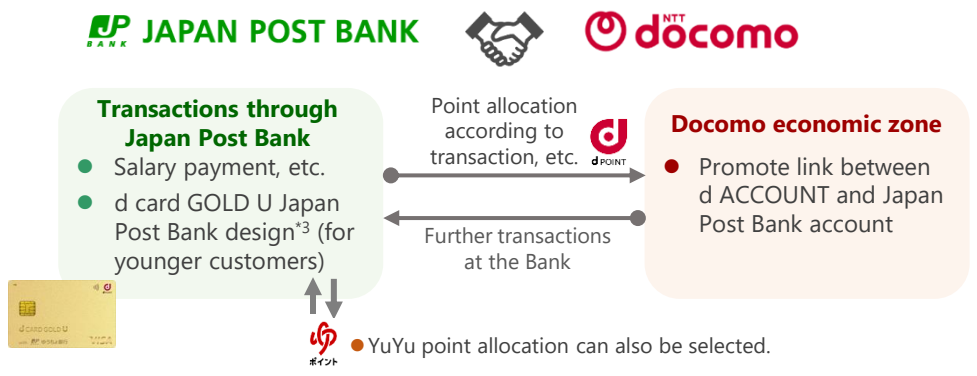 JP
BANK
JAPAN POST BANK
NTT
döcomo
Transactions through
Japan Post Bank
Salary payment, etc.
d card GOLD U Japan
Post Bank design*3 (for
younger customers)
Point allocation
according to
transaction, etc.
d POINT
Further transactions
at the Bank
Docomo economic zone
Promote link between
d ACCOUNT and Japan
Post Bank account
d CARD GOLD U
VISA
ゆ
ポイント
YuYu point allocation can also be selected.